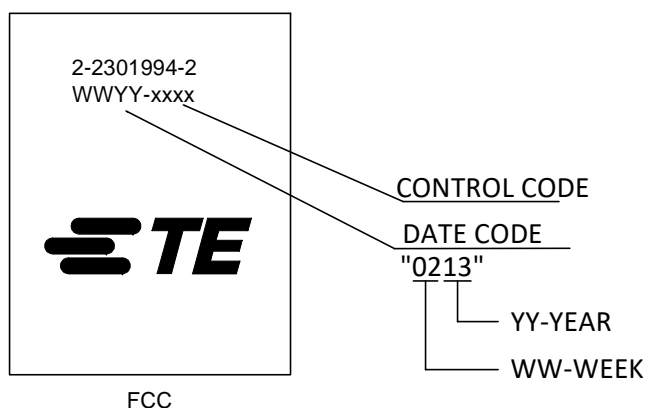 2-2301994-2
WWYY-xxxx
CONTROL CODE
DATE CODE
"0213"
TE
YY-YEAR
WW-WEEK
FCC